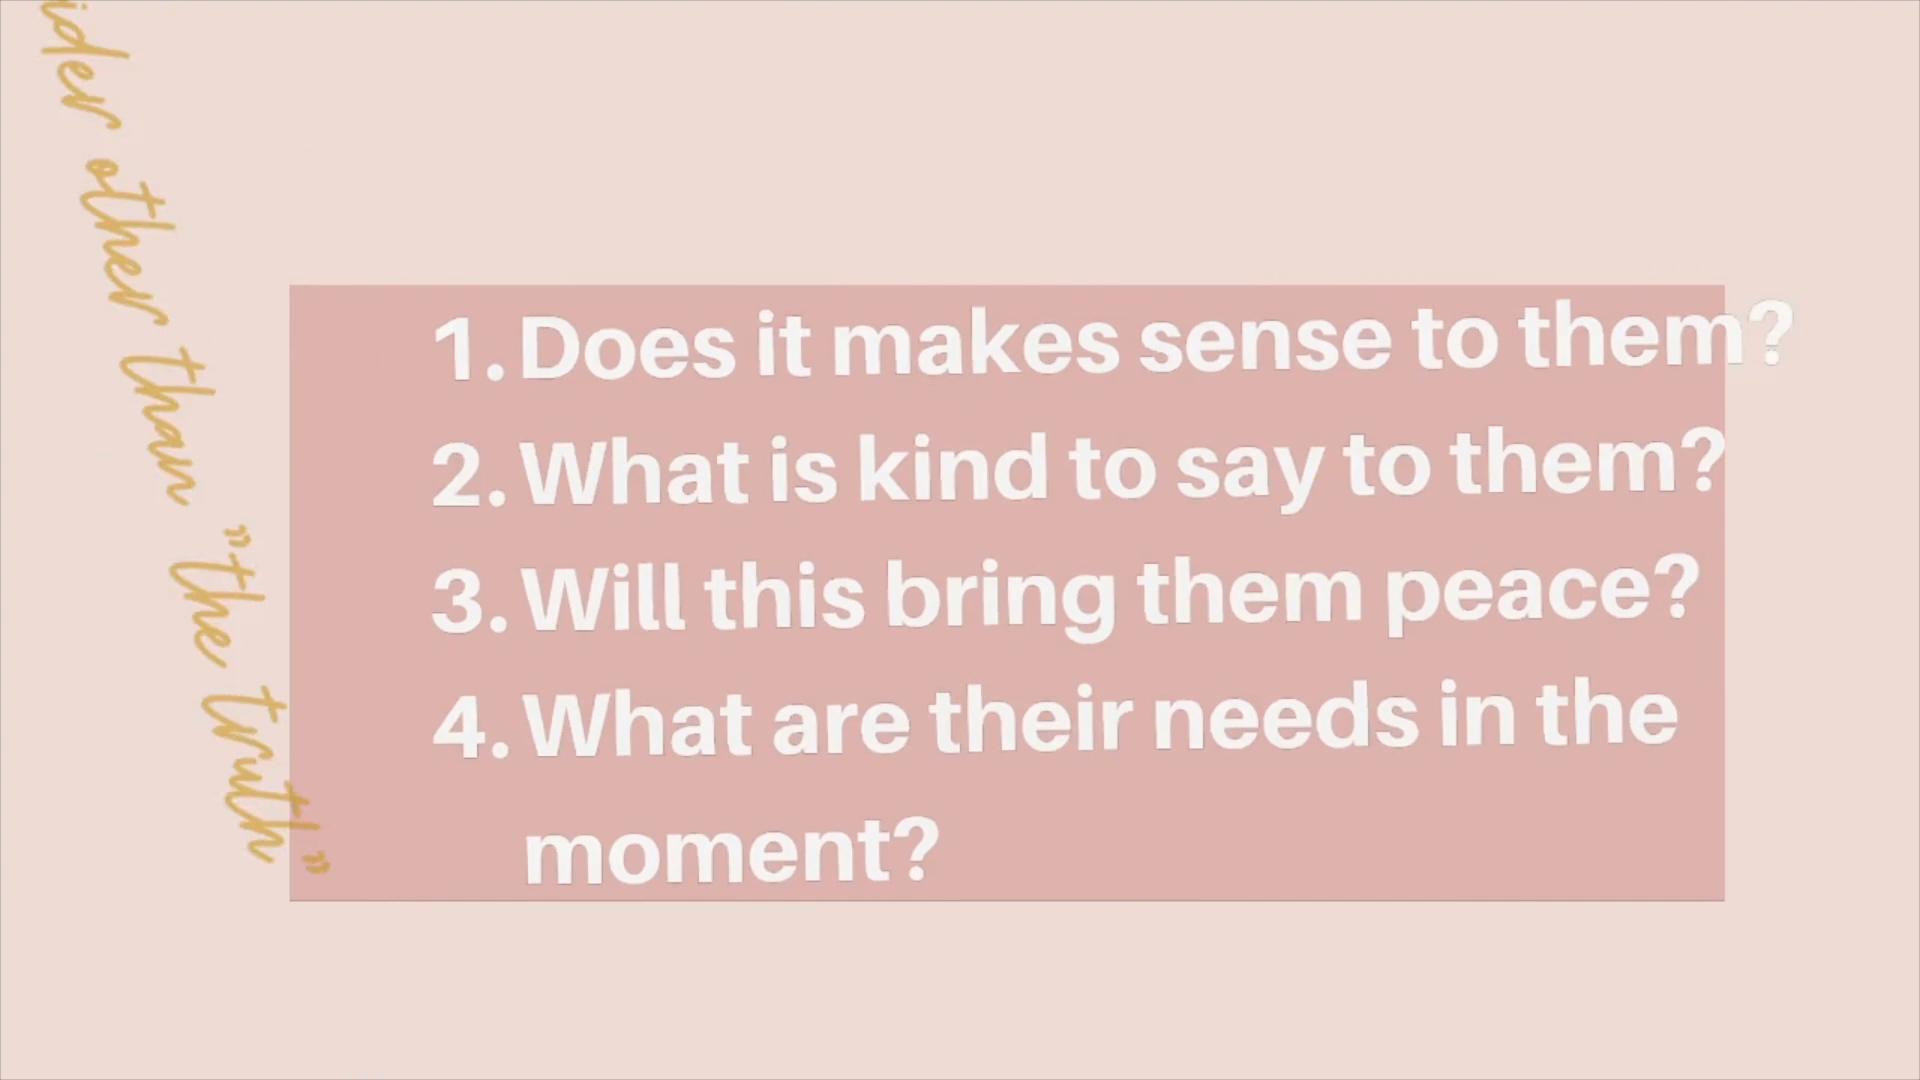 other than "the truth"
1. Does it makes sense to them?
2. What is kind to say to them?
3. Will this bring them peace?
4. What are their needs in the
moment?